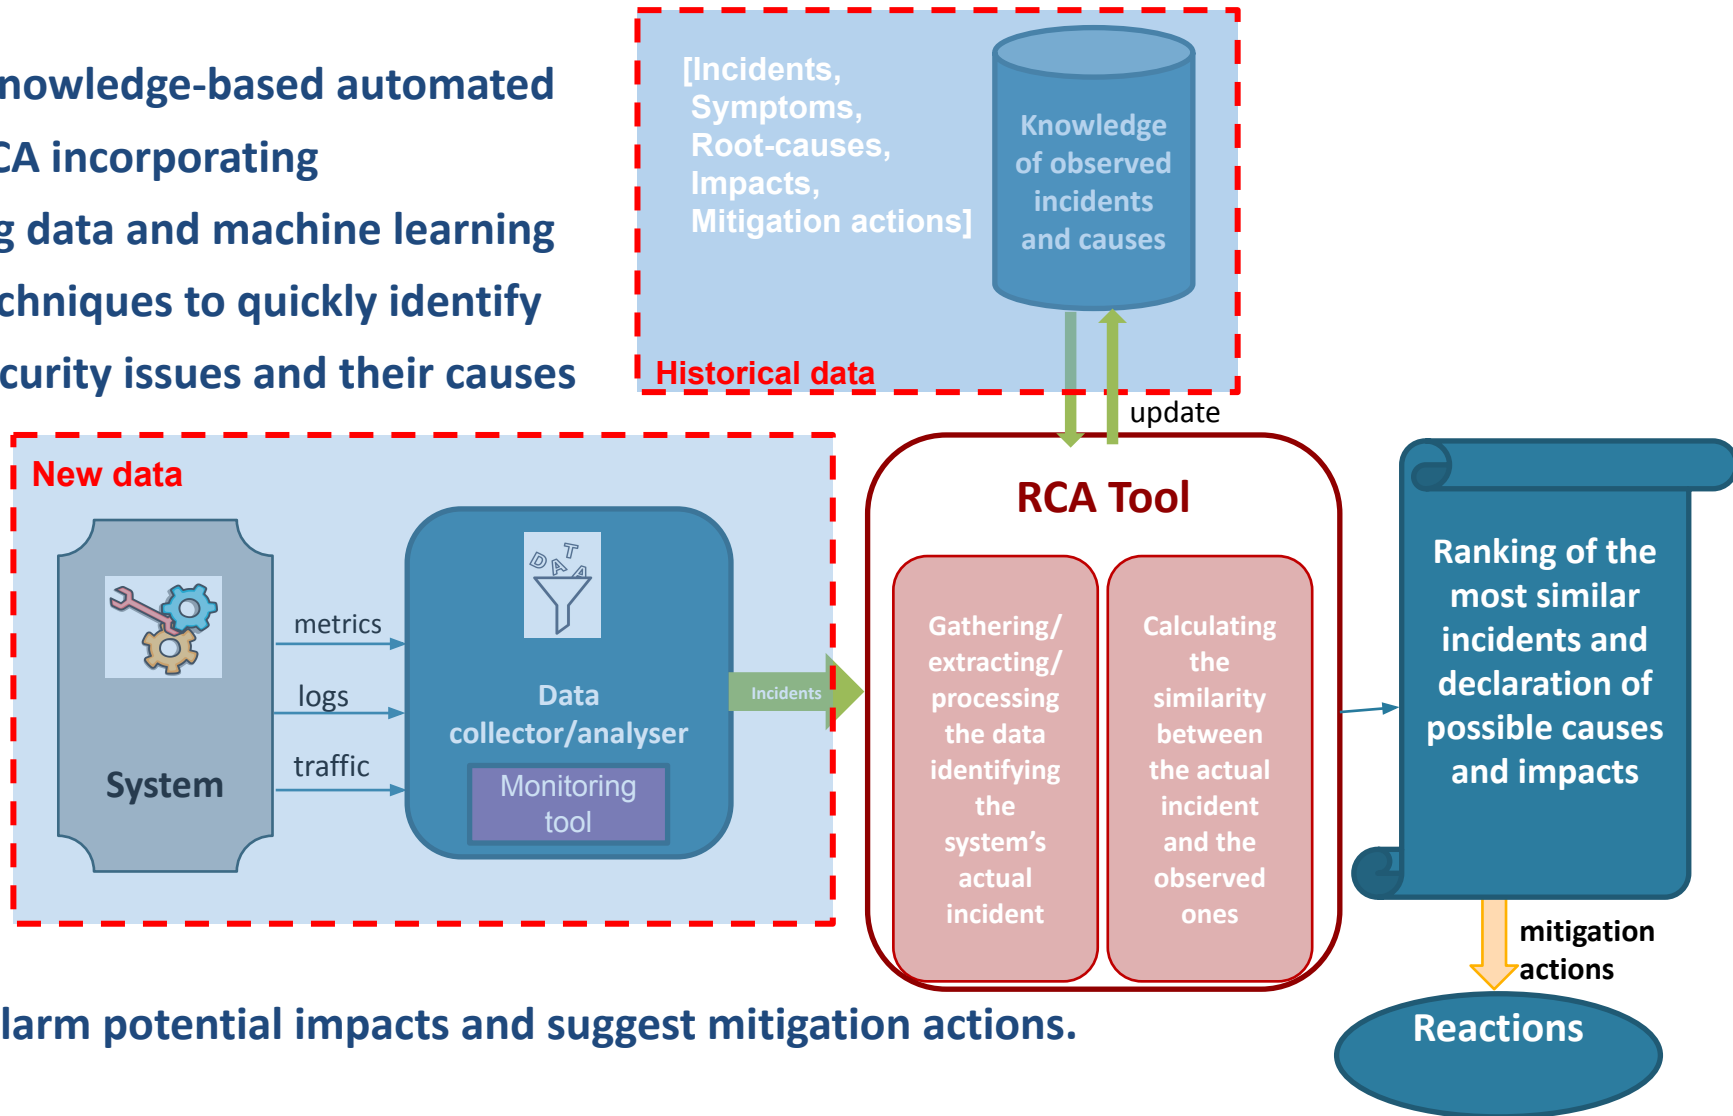 nowledge-based automated
CA incorporating
g data and machine learning
chniques to quickly identify
curity issues and their causes
[Incidents,
Symptoms,
Root-causes,
Impacts,
Mitigation actions]
Knowledge
of observed
incidents
and causes
Historical data
update
New data
System
metrics
logs
traffic
DATA
Data
collector/analyser
Monitoring
tool
Incidents
RCA Tool
Gathering/
extracting/
processing
the data
identifying
the
system’s
actual
incident
Calculating
the
similarity
between
the actual
incident
and the
observed
ones
Ranking of the
most similar
incidents and
declaration of
possible causes
and impacts
mitigation
actions
Reactions
larm potential impacts and suggest mitigation actions.